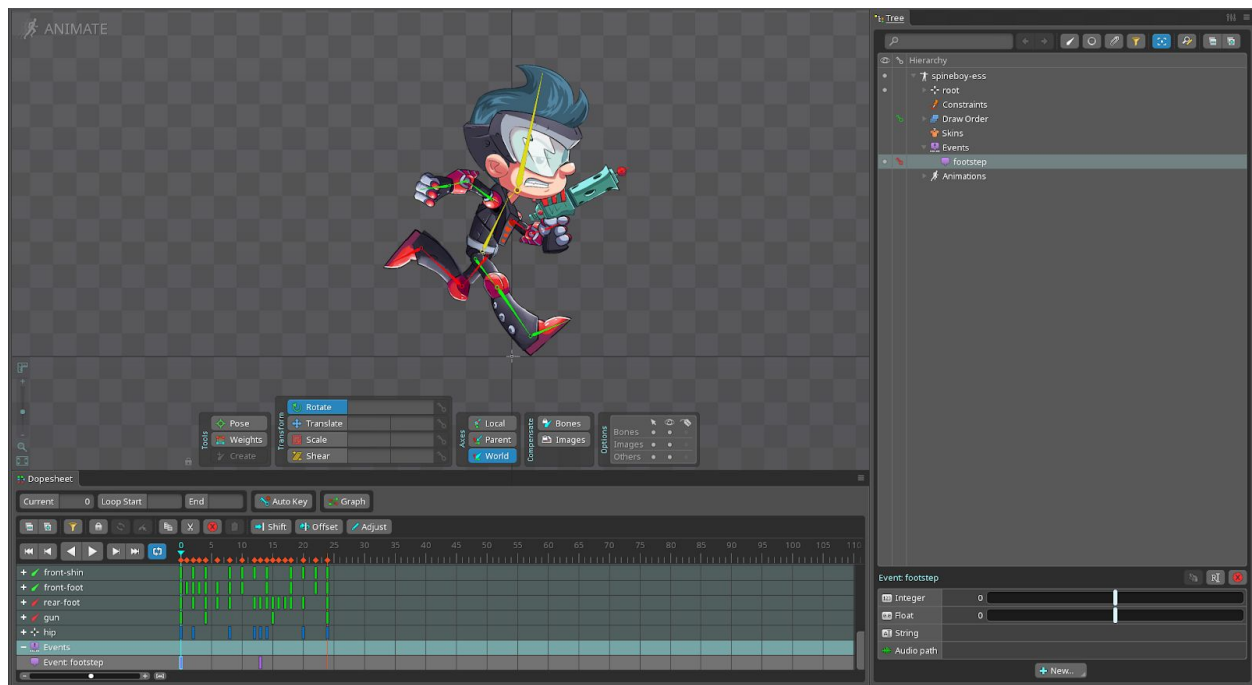 ANIMATE
Tools
Pose
Weights
Create
Transform
Rotate
Translate
Scale
Shear
Axes
Local
Parent
World
Compensate
Bones
Images
Options
Bones
Images
Others
Tree
Hierarchy
spineboy-ess
root
Constraints
Draw Order
Skins
Events
footstep
Animations
Dopesheet
Current 0 Loop Start End Auto Key Graph
Shift Offset Adjust
0 5 10 15 20 25 30 35 40 45 50 55 60 65 70 75 80 85 90 95 100 105 110
front-shin
front-foot
rear-foot
gun
hip
Events
Event: footstep
Event: footstep
Integer 0
Float 0
String
Audio path
New...